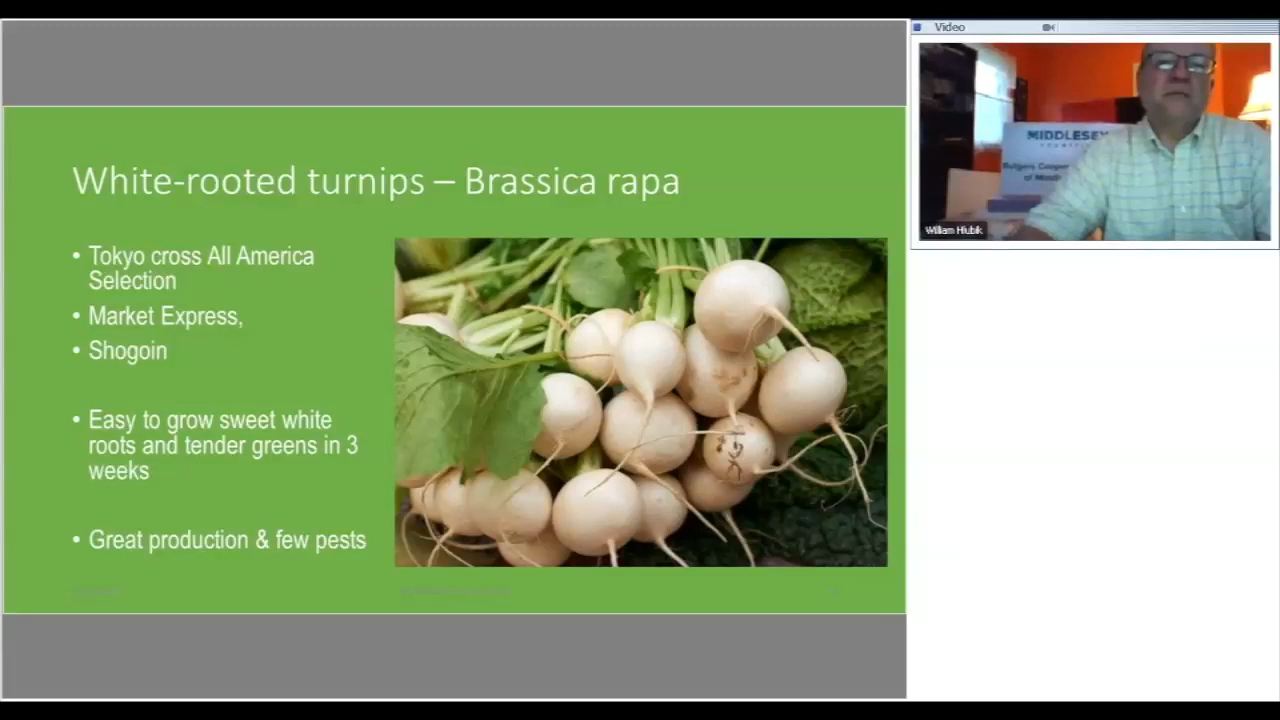 White-rooted turnips – Brassica rapa
• Tokyo cross All America
Selection
• Market Express,
• Shogoin
• Easy to grow sweet white
roots and tender greens in 3
weeks
• Great production & few pests
Video
MIDDLESEX
William Hlubik